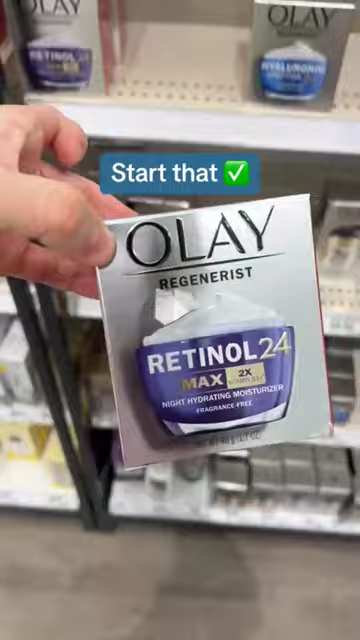 OLAY
OLAY
RETINOL
HYALURONIC
Start that ✅
OLAY
REGENERIST
RETINOL24
MAX 2X
NIGHT HYDRATING MOISTURIZER
FRAGRANCE-FREE